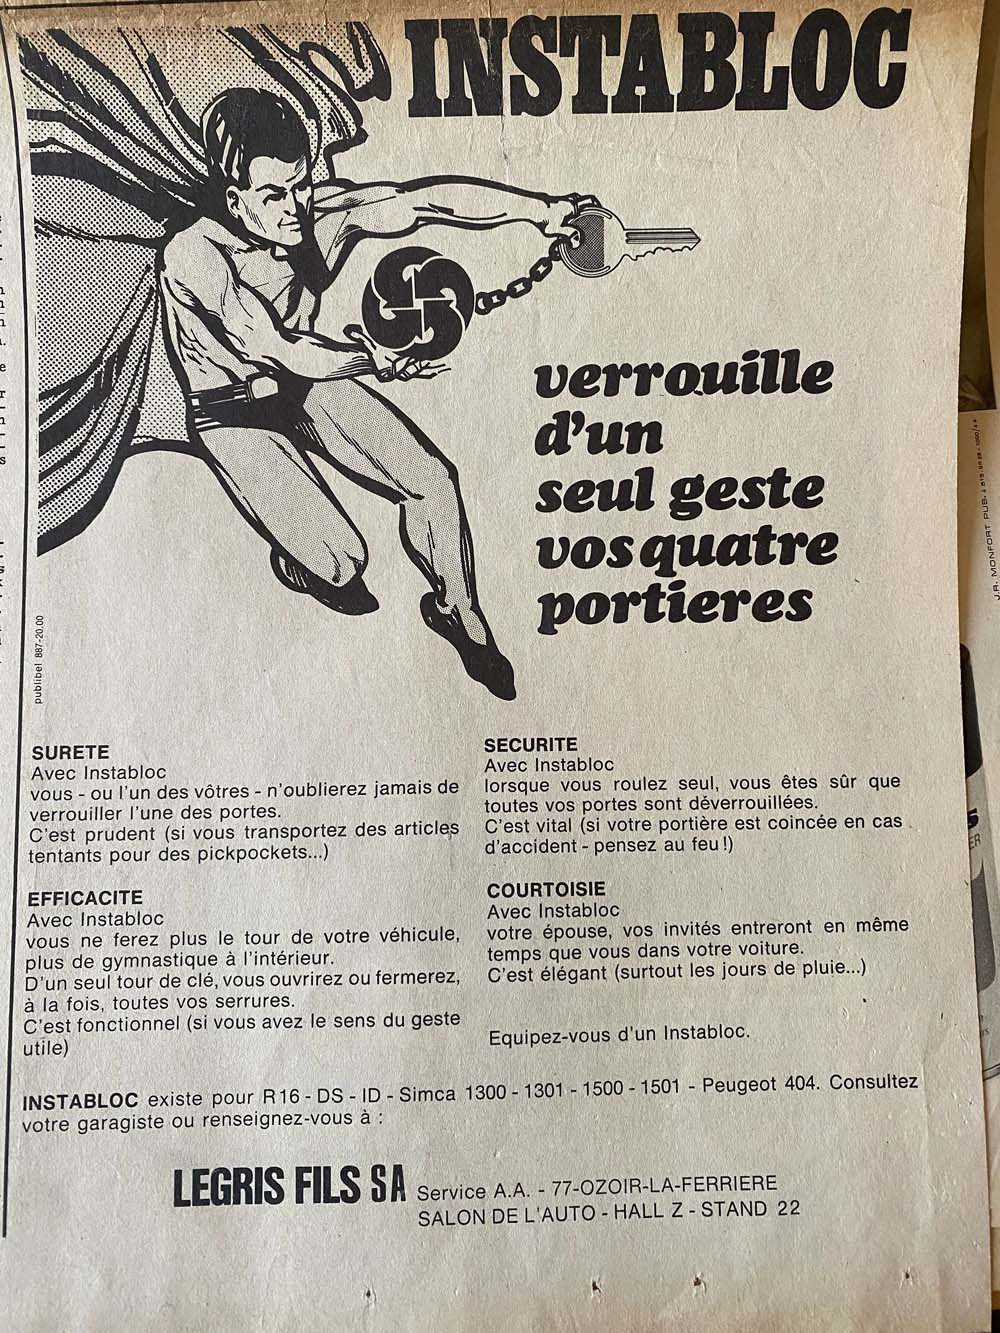 INSTABLOC
verrouille
d'un
seul geste
vos quatre
portieres
publibel 887-20.00
SURETE
Avec Instabloc
vous - ou l'un des vôtres - n'oublierez jamais de
verrouiller l'une des portes.
C'est prudent (si vous transportez des articles
tentants pour des pickpockets...)
SECURITE
Avec Instabloc
lorsque vous roulez seul, vous êtes sûr que
toutes vos portes sont déverrouillées.
C'est vital (si votre portière est coincée en cas
d'accident - pensez au feu !)
EFFICACITE
Avec Instabloc
vous ne ferez plus le tour de votre véhicule,
plus de gymnastique à l'intérieur.
D'un seul tour de clé, vous ouvrirez ou fermerez,
à la fois, toutes vos serrures.
C'est fonctionnel (si vous avez le sens du geste
utile)
COURTOISIE
Avec Instabloc
votre épouse, vos invités entreront en même
temps que vous dans votre voiture.
C'est élégant (surtout les jours de pluie...)
Equipez-vous d'un Instabloc.
INSTABLOC existe pour R16 - DS - ID - Simca 1300 - 1301 - 1500 - 1501 - Peugeot 404. Consultez
votre garagiste ou renseignez-vous à :
LEGRIS FILS SA Service A.A. - 77-OZOIR-LA-FERRIERE
SALON DE L'AUTO - HALL Z - STAND 22
J.R. MONFORT PUB.